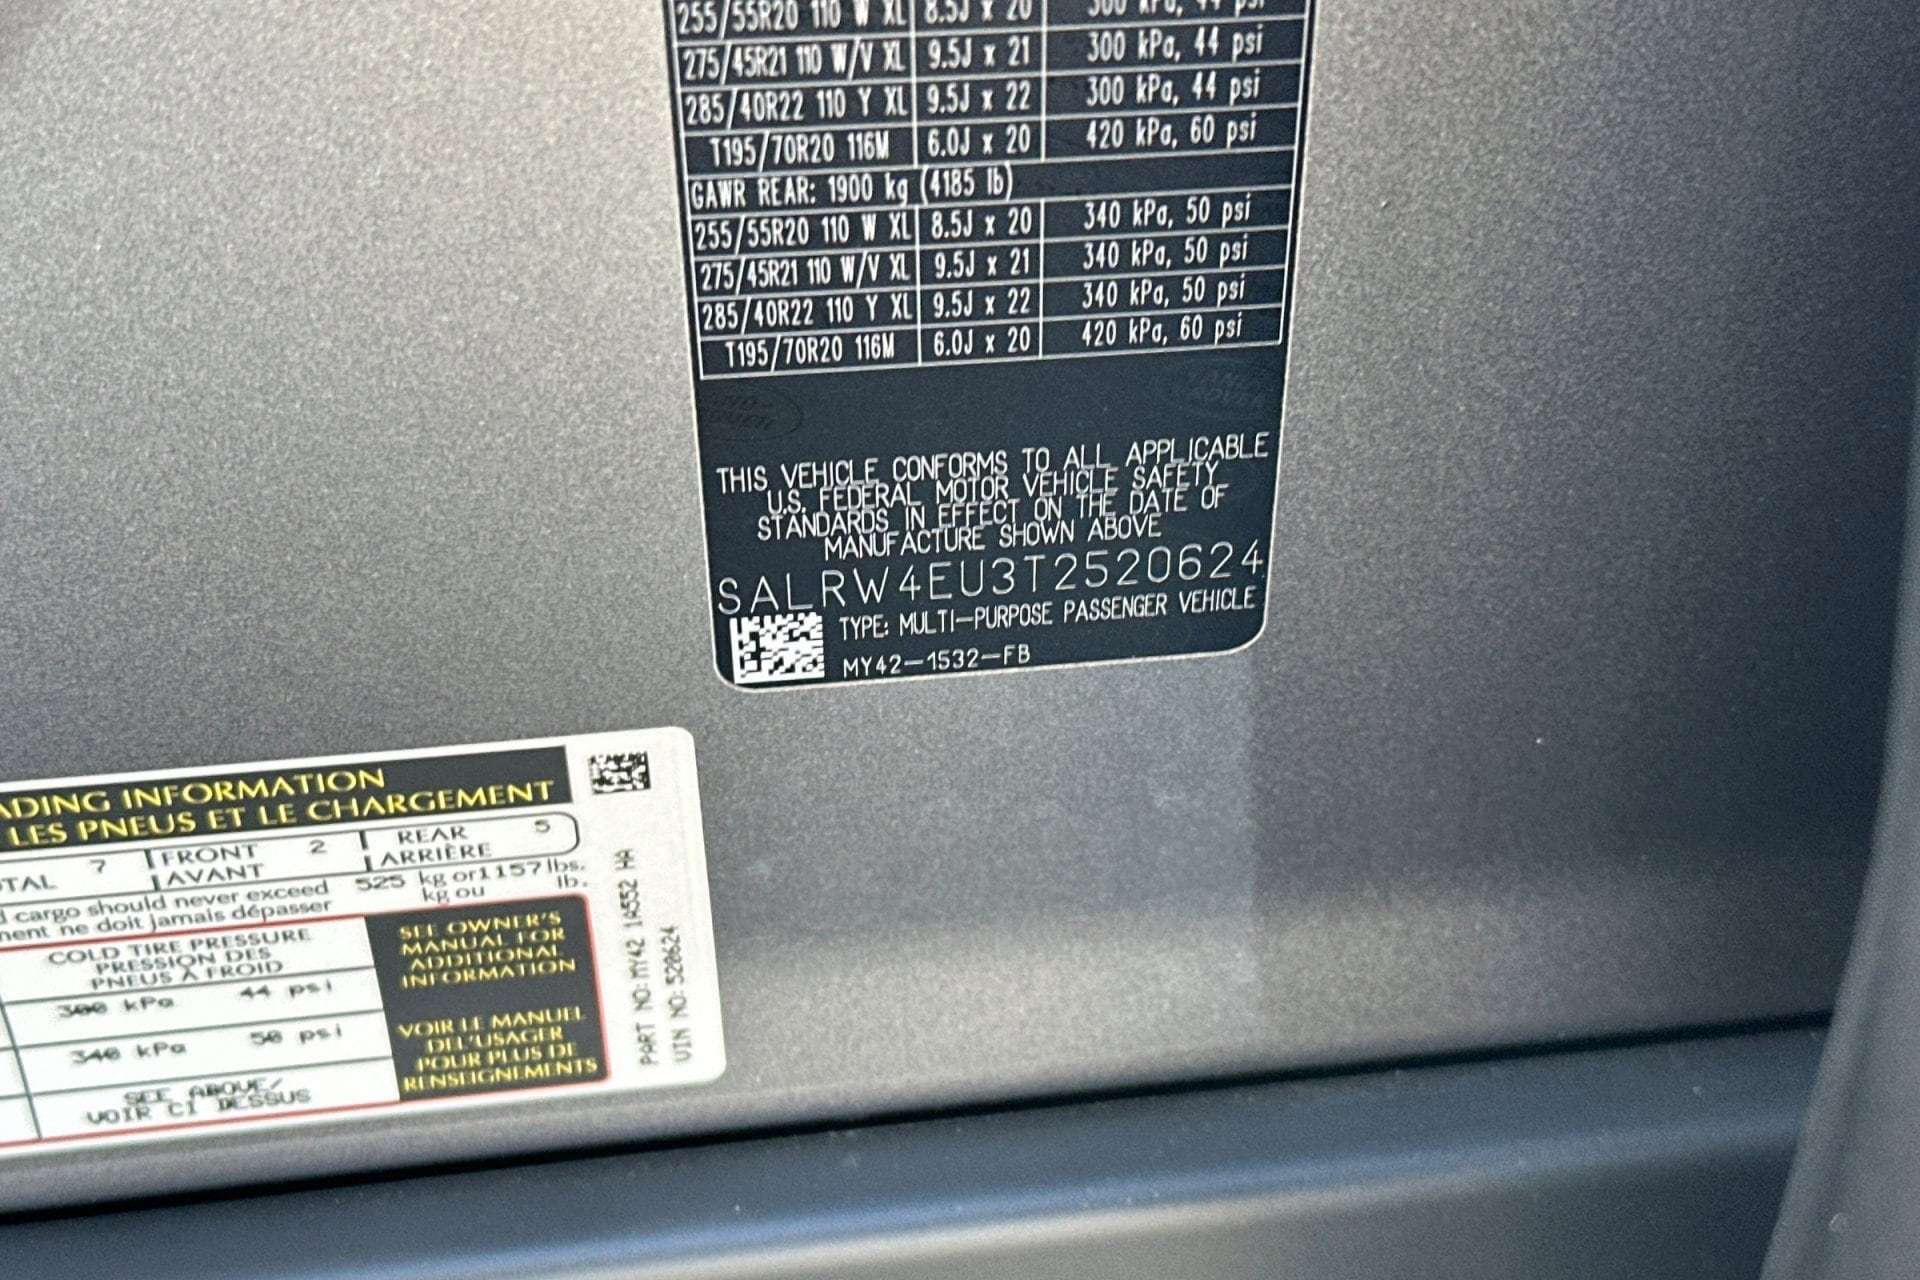 255/55R20 110 W XL 8.5J x 20 300 kPa, 44 psi
275/45R21 110 W/V XL 9.5J x 21 300 kPa, 44 psi
285/40R22 110 Y XL 9.5J x 22 300 kPa, 44 psi
T195/70R20 116M 6.0J x 20 420 kPa, 60 psi
GAWR REAR: 1900 kg (4185 lb)
255/55R20 110 W XL 8.5J x 20 340 kPa, 50 psi
275/45R21 110 W/V XL 9.5J x 21 340 kPa, 50 psi
285/40R22 110 Y XL 9.5J x 22 340 kPa, 50 psi
T195/70R20 116M 6.0J x 20 420 kPa, 60 psi
THIS VEHICLE CONFORMS TO ALL APPLICABLE
U.S. FEDERAL MOTOR VEHICLE SAFETY
STANDARDS IN EFFECT ON THE DATE OF
MANUFACTURE SHOWN ABOVE
SALRW4EU3T2520624
TYPE: MULTI-PURPOSE PASSENGER VEHICLE
MY42-1532-FB
ADING INFORMATION
LES PNEUS ET LE CHARGEMENT
TAL 7 FRONT 2 REAR 5
AVANT ARRIÈRE
d cargo should never exceed 525 kg or 1157 lbs.
ment ne doit jamais dépasser kg ou lb.
COLD TIRE PRESSURE
PRESSION DES
PNEUS À FROID
300 kPa 44 psi
340 kPa 50 psi
SEE ABOVE/
VOIR CI DESSUS
SEE OWNER'S
MANUAL FOR
ADDITIONAL
INFORMATION
VOIR LE MANUEL
DEL'USAGER
POUR PLUS DE
RENSEIGNEMENTS
PART NO: MY42 1A552 HA
VIN NO: 520624